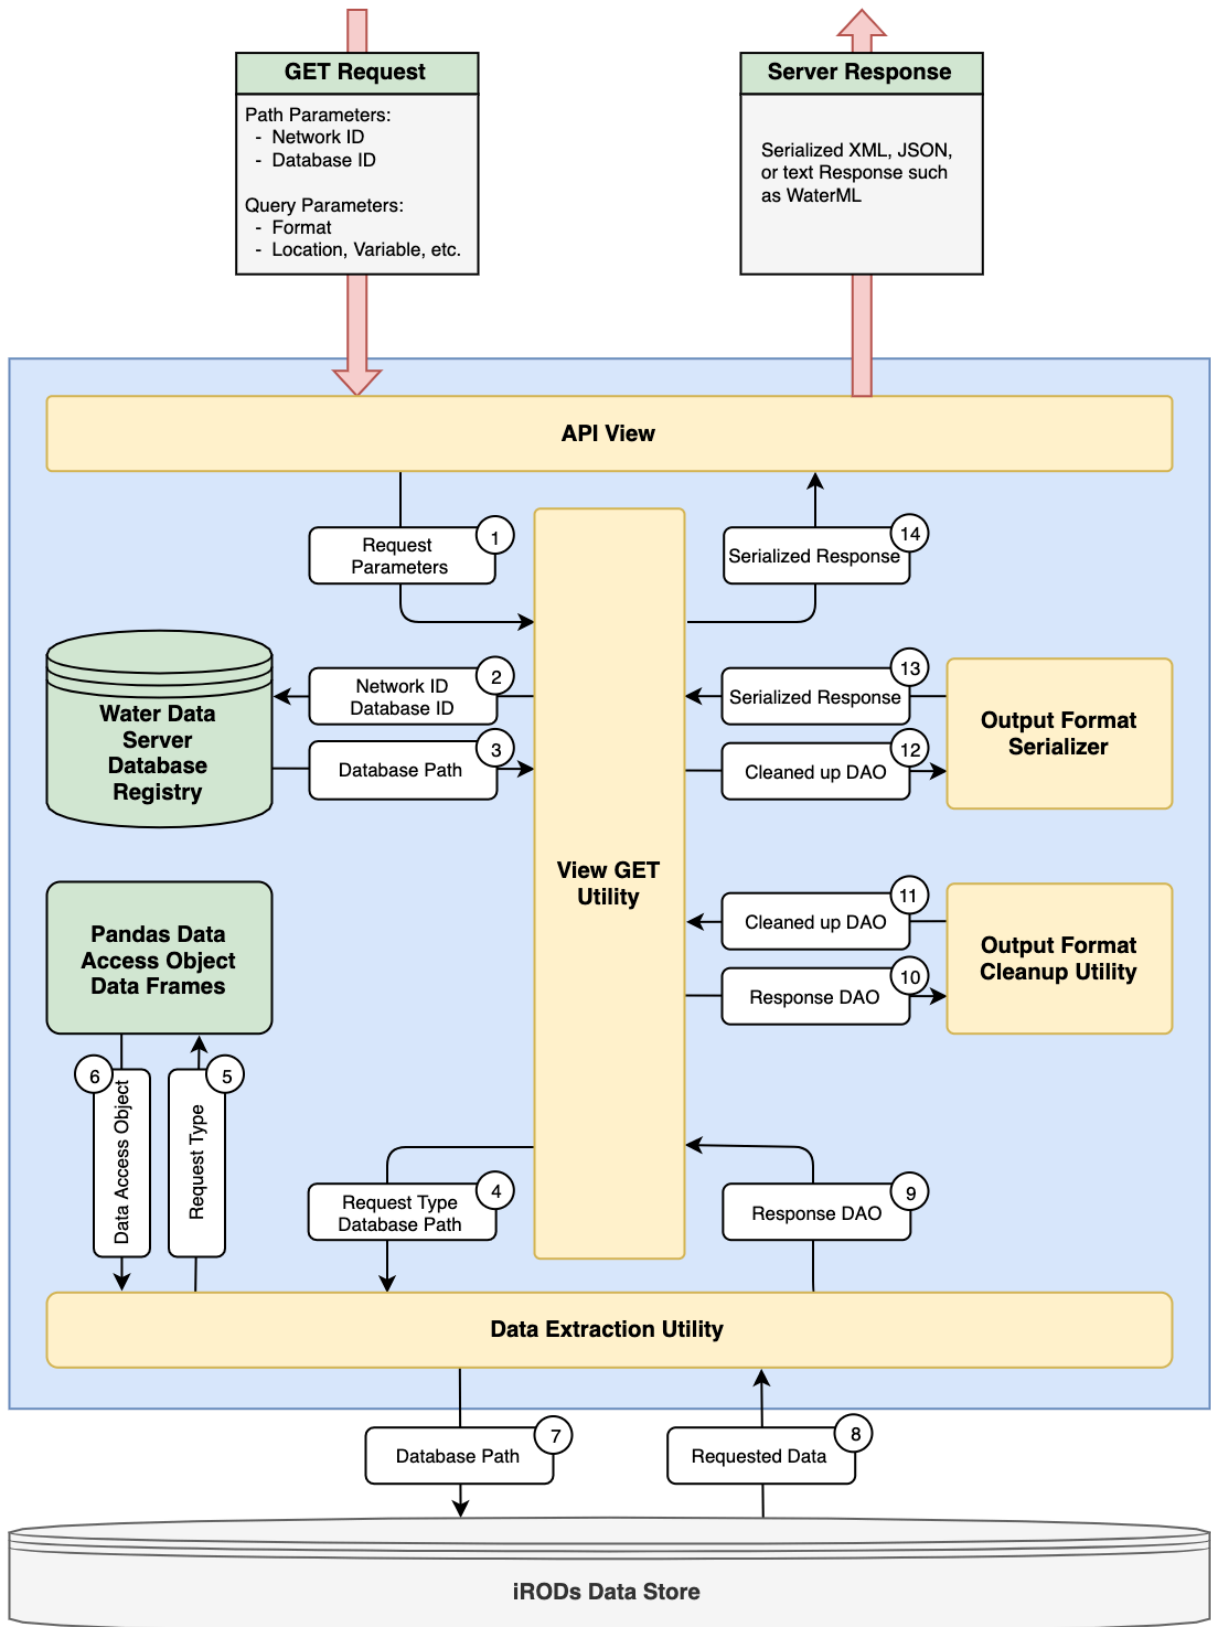 GET Request
Path Parameters:
- Network ID
- Database ID
Query Parameters:
- Format
- Location, Variable, etc.
Server Response
Serialized XML, JSON,
or text Response such
as WaterML
API View
1
Request
Parameters
14
Serialized Response
2
Network ID
Database ID
3
Database Path
Water Data
Server
Database
Registry
13
Serialized Response
12
Cleaned up DAO
Output Format
Serializer
View GET
Utility
11
Cleaned up DAO
10
Response DAO
Output Format
Cleanup Utility
Pandas Data
Access Object
Data Frames
6
Data Access Object
5
Request Type
4
Request Type
Database Path
9
Response DAO
Data Extraction Utility
7
Database Path
8
Requested Data
iRODs Data Store